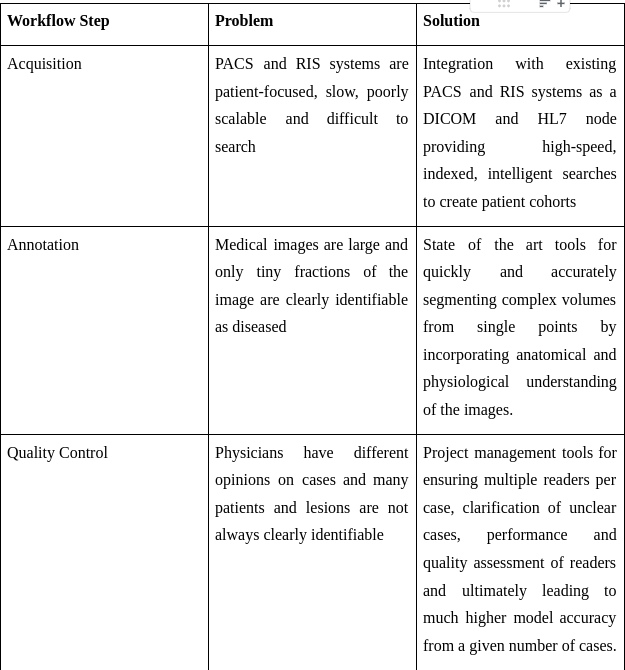 Workflow Step
Problem
Solution
Acquisition
PACS and RIS systems are
patient-focused, slow, poorly
scalable and difficult to
search
Integration with existing
PACS and RIS systems as a
DICOM and HL7 node
providing high-speed,
indexed, intelligent searches
to create patient cohorts
Annotation
Medical images are large and
only tiny fractions of the
image are clearly identifiable
as diseased
State of the art tools for
quickly and accurately
segmenting complex volumes
from single points by
incorporating anatomical and
physiological understanding
of the images.
Quality Control
Physicians have different
opinions on cases and many
patients and lesions are not
always clearly identifiable
Project management tools for
ensuring multiple readers per
case, clarification of unclear
cases, performance and
quality assessment of readers
and ultimately leading to
much higher model accuracy
from a given number of cases.